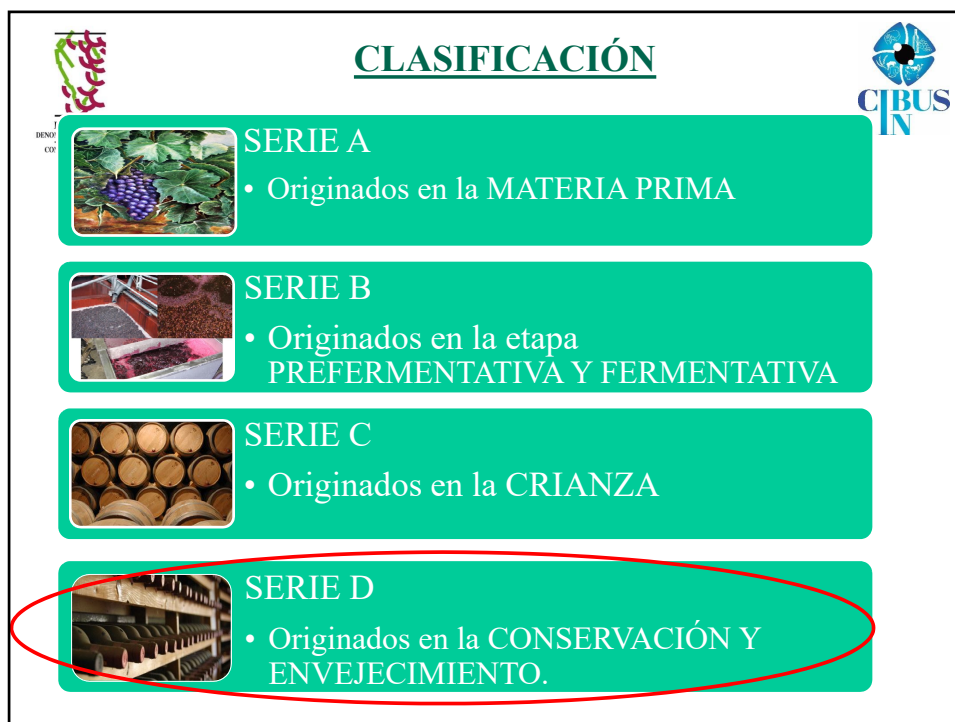 CLASIFICACIÓN
CIBUS
IN
SERIE A
• Originados en la MATERIA PRIMA
SERIE B
• Originados en la etapa
PREFERMENTATIVA Y FERMENTATIVA
SERIE C
• Originados en la CRIANZA
SERIE D
• Originados en la CONSERVACIÓN Y
ENVEJECIMIENTO.